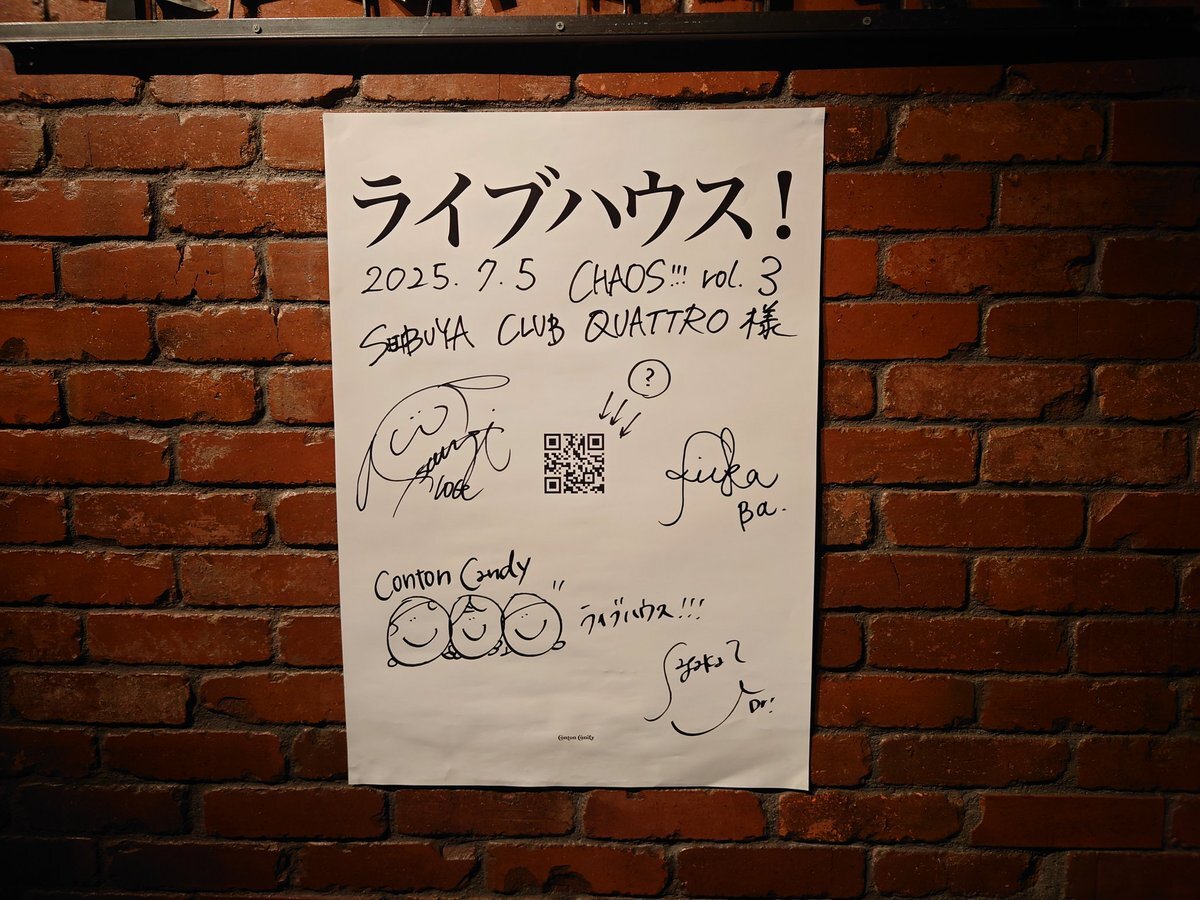 ライブハウス!
2025.7.5 CHAOS!!! vol.3
SHIBUYA CLUB QUATTRO 様
?
fuka
Ba.
Conton Candy
ライブハウス!!!
Sayaka
Dr!
Conton Candy